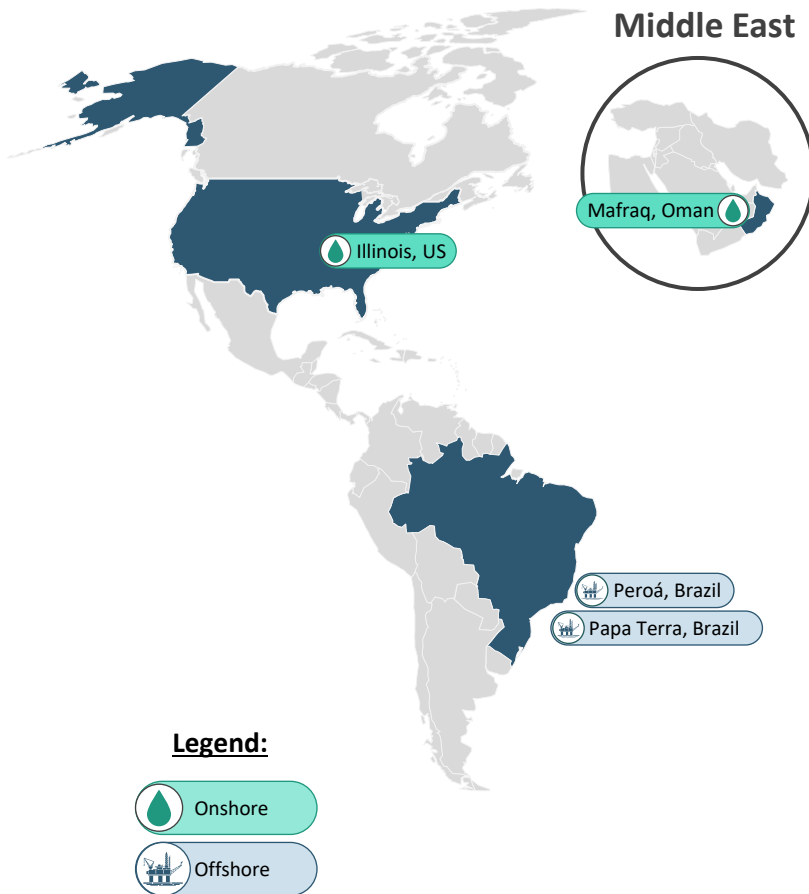 Middle East
Mafraq, Oman
Illinois, US
Peroá, Brazil
Papa Terra, Brazil
Legend:
Onshore
Offshore